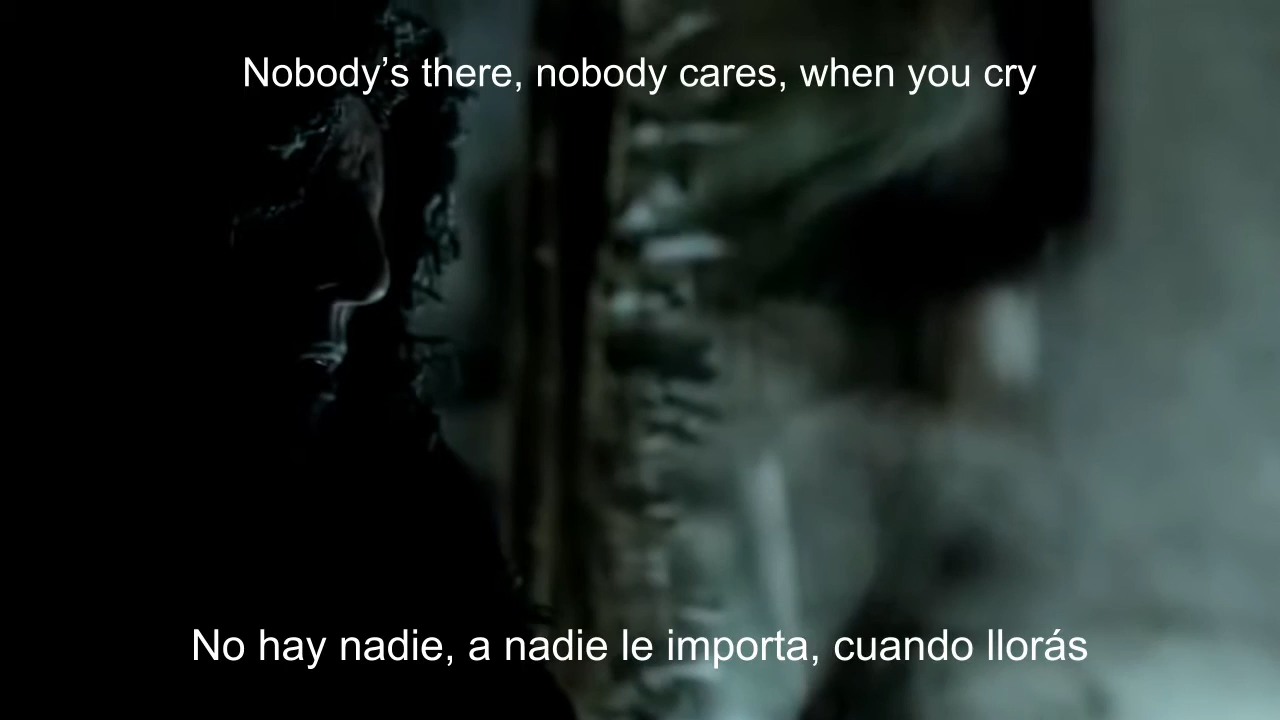 Nobody’s there, nobody cares, when you cry
No hay nadie, a nadie le importa, cuando llorás